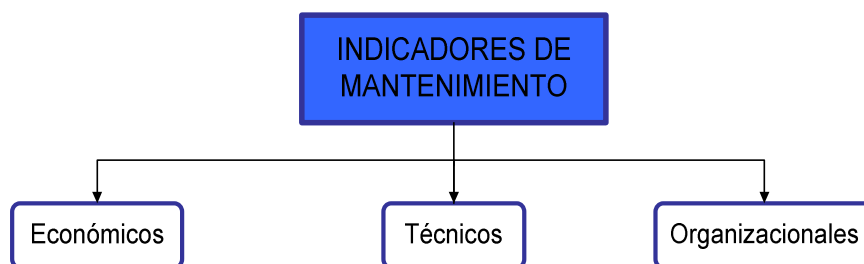 INDICADORES DE
MANTENIMIENTO
Económicos
Técnicos
Organizacionales